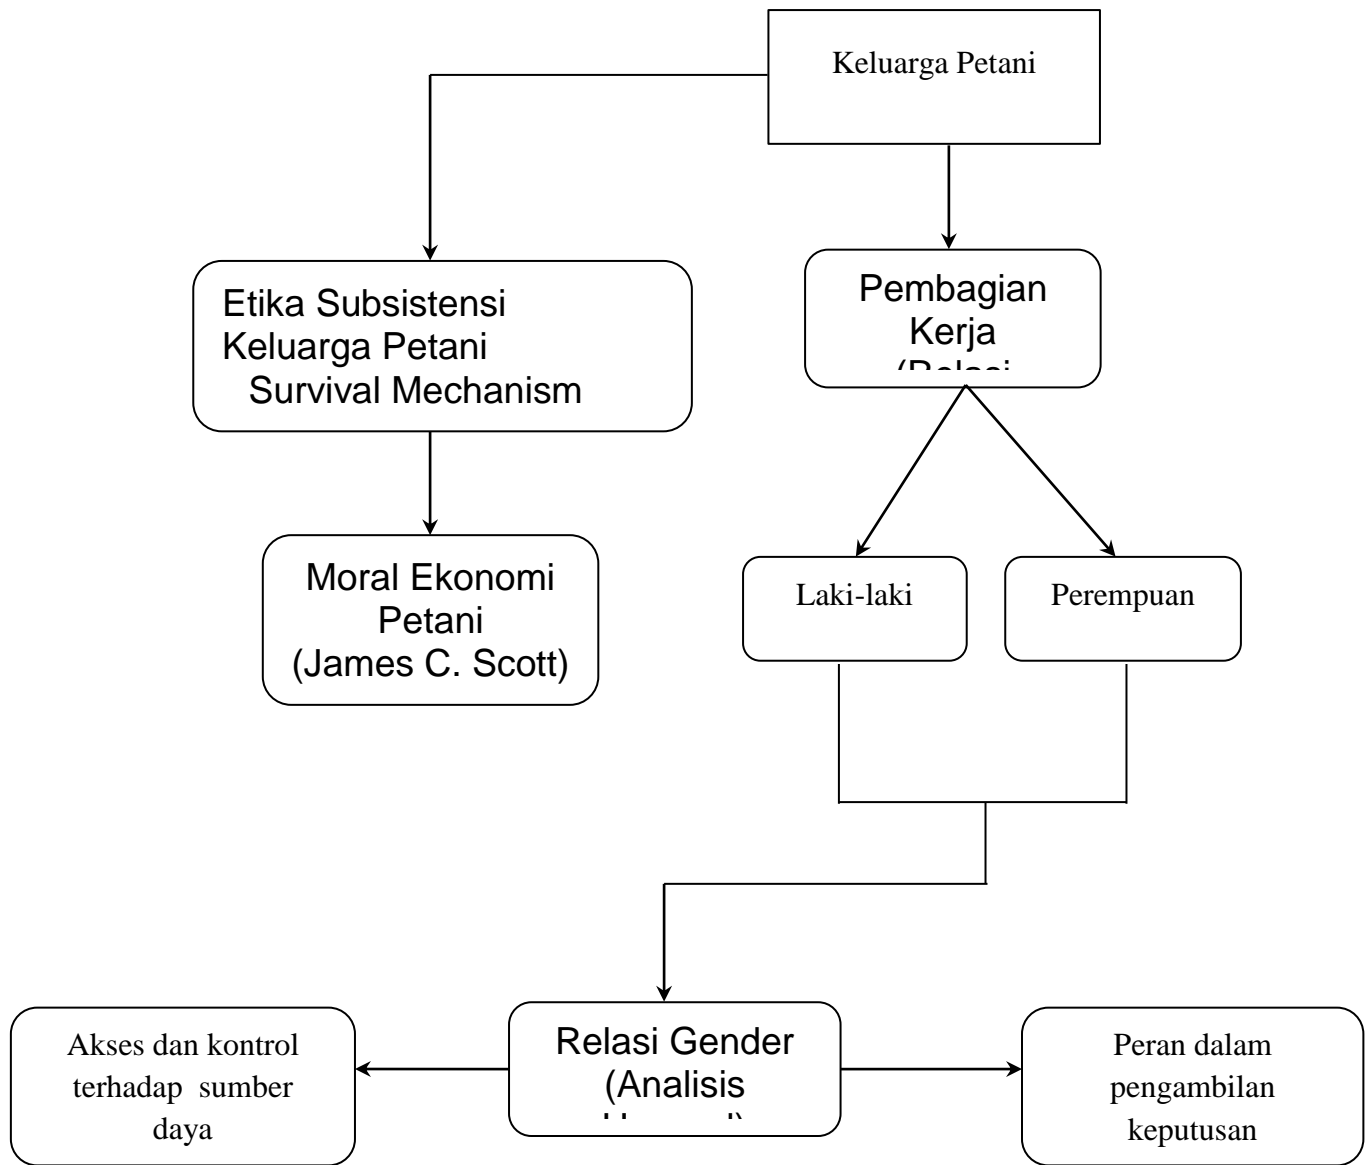 Keluarga Petani
Etika Subsistensi
Keluarga Petani
Survival Mechanism
Pembagian
Kerja
(Relasi
Moral Ekonomi
Petani
(James C. Scott)
Laki-laki
Perempuan
Relasi Gender
(Analisis
Akses dan kontrol
terhadap sumber
daya
Peran dalam
pengambilan
keputusan